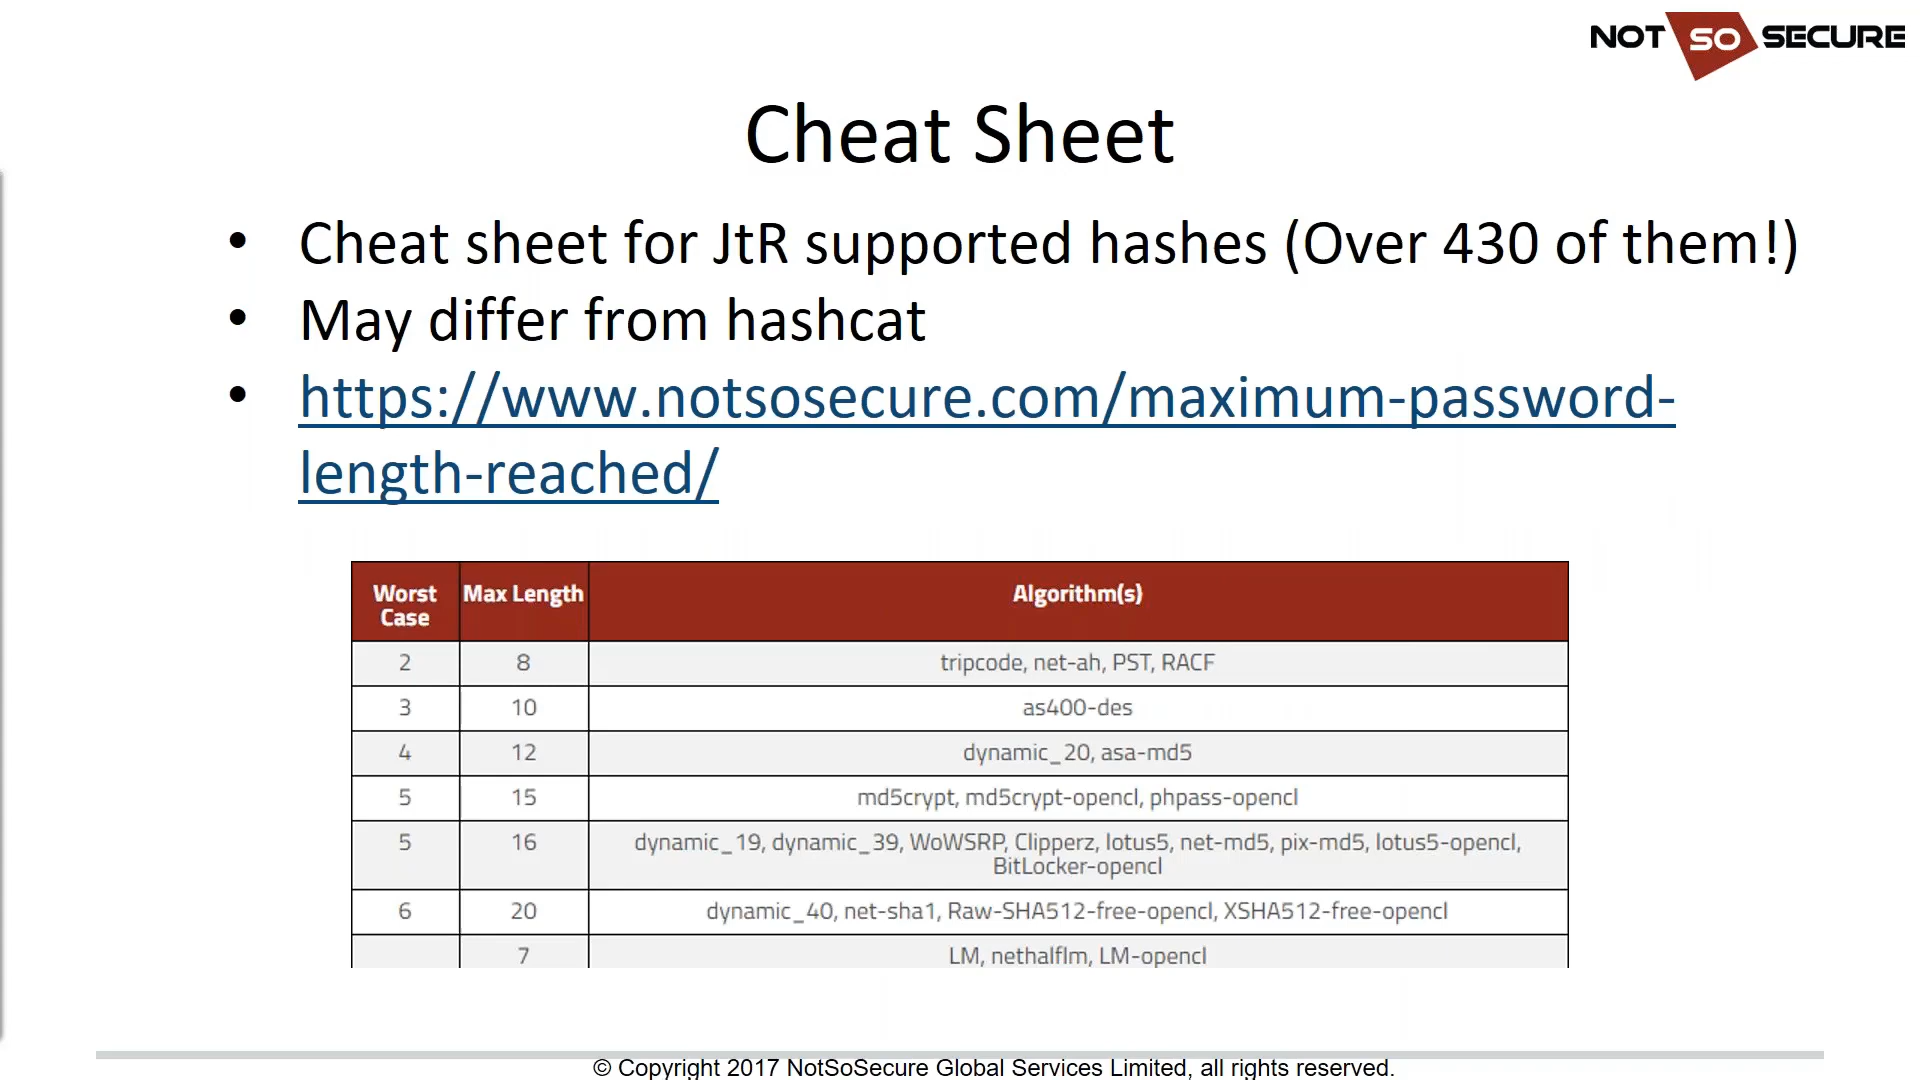 NOT SO SECURE
Cheat Sheet
• Cheat sheet for JtR supported hashes (Over 430 of them!)
• May differ from hashcat
• https://www.notsosecure.com/maximum-password-
length-reached/
Worst Case Max Length Algorithm(s)
2 8 tripcode, net-ah, PST, RACF
3 10 as400-des
4 12 dynamic_20, asa-md5
5 15 md5crypt, md5crypt-opencl, phpass-opencl
5 16 dynamic_19, dynamic_39, WoWSRP, Clipperz, lotus5, net-md5, pix-md5, lotus5-opencl,
BitLocker-opencl
6 20 dynamic_40, net-sha1, Raw-SHA512-free-opencl, XSHA512-free-opencl
7 LM, nethalflm, LM-opencl
© Copyright 2017 NotSoSecure Global Services Limited, all rights reserved.